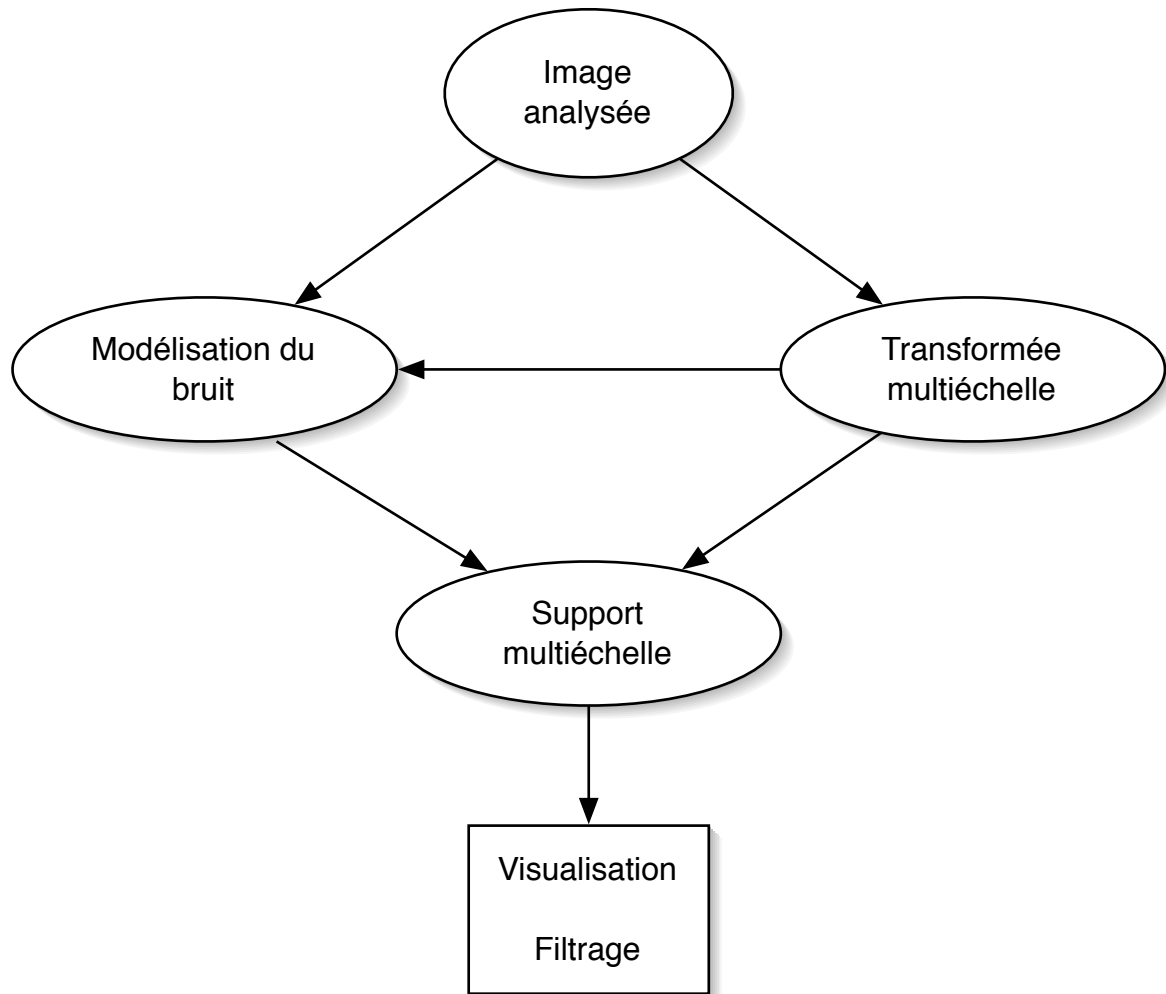 Image
analysée
Modélisation du
bruit
Transformée
multiéchelle
Support
multiéchelle
Visualisation
Filtrage